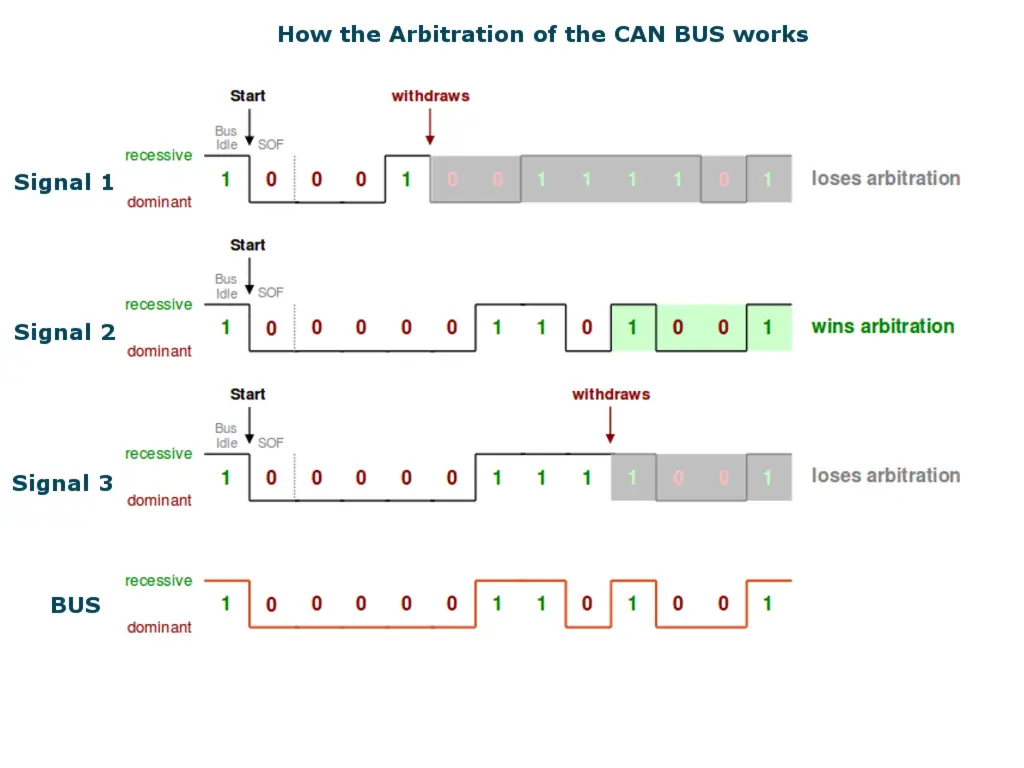 How the Arbitration of the CAN BUS works
Start
withdraws
Bus
Idle
SOF
recessive
Signal 1
1 0 0 0 1 0 0 1 1 1 1 0 1
loses arbitration
dominant
Start
Bus
Idle
SOF
recessive
Signal 2
1 0 0 0 0 0 1 1 0 1 0 0 1
wins arbitration
dominant
Start
withdraws
Bus
Idle
SOF
recessive
Signal 3
1 0 0 0 0 0 1 1 1 1 0 0 1
loses arbitration
dominant
recessive
BUS
1 0 0 0 0 0 1 1 0 1 0 0 1
dominant